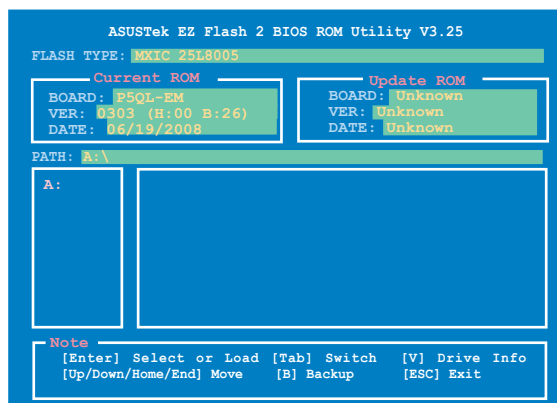 ASUSTek EZ Flash 2 BIOS ROM Utility V3.25
FLASH TYPE: MXIC 25L8005
Current ROM
BOARD: P5QL-EM
VER: 0303 (H:00 B:26)
DATE: 06/19/2008
Update ROM
BOARD: Unknown
VER: Unknown
DATE: Unknown
PATH: A:\
A:
Note
[Enter] Select or Load [Tab] Switch [V] Drive Info
[Up/Down/Home/End] Move [B] Backup [ESC] Exit